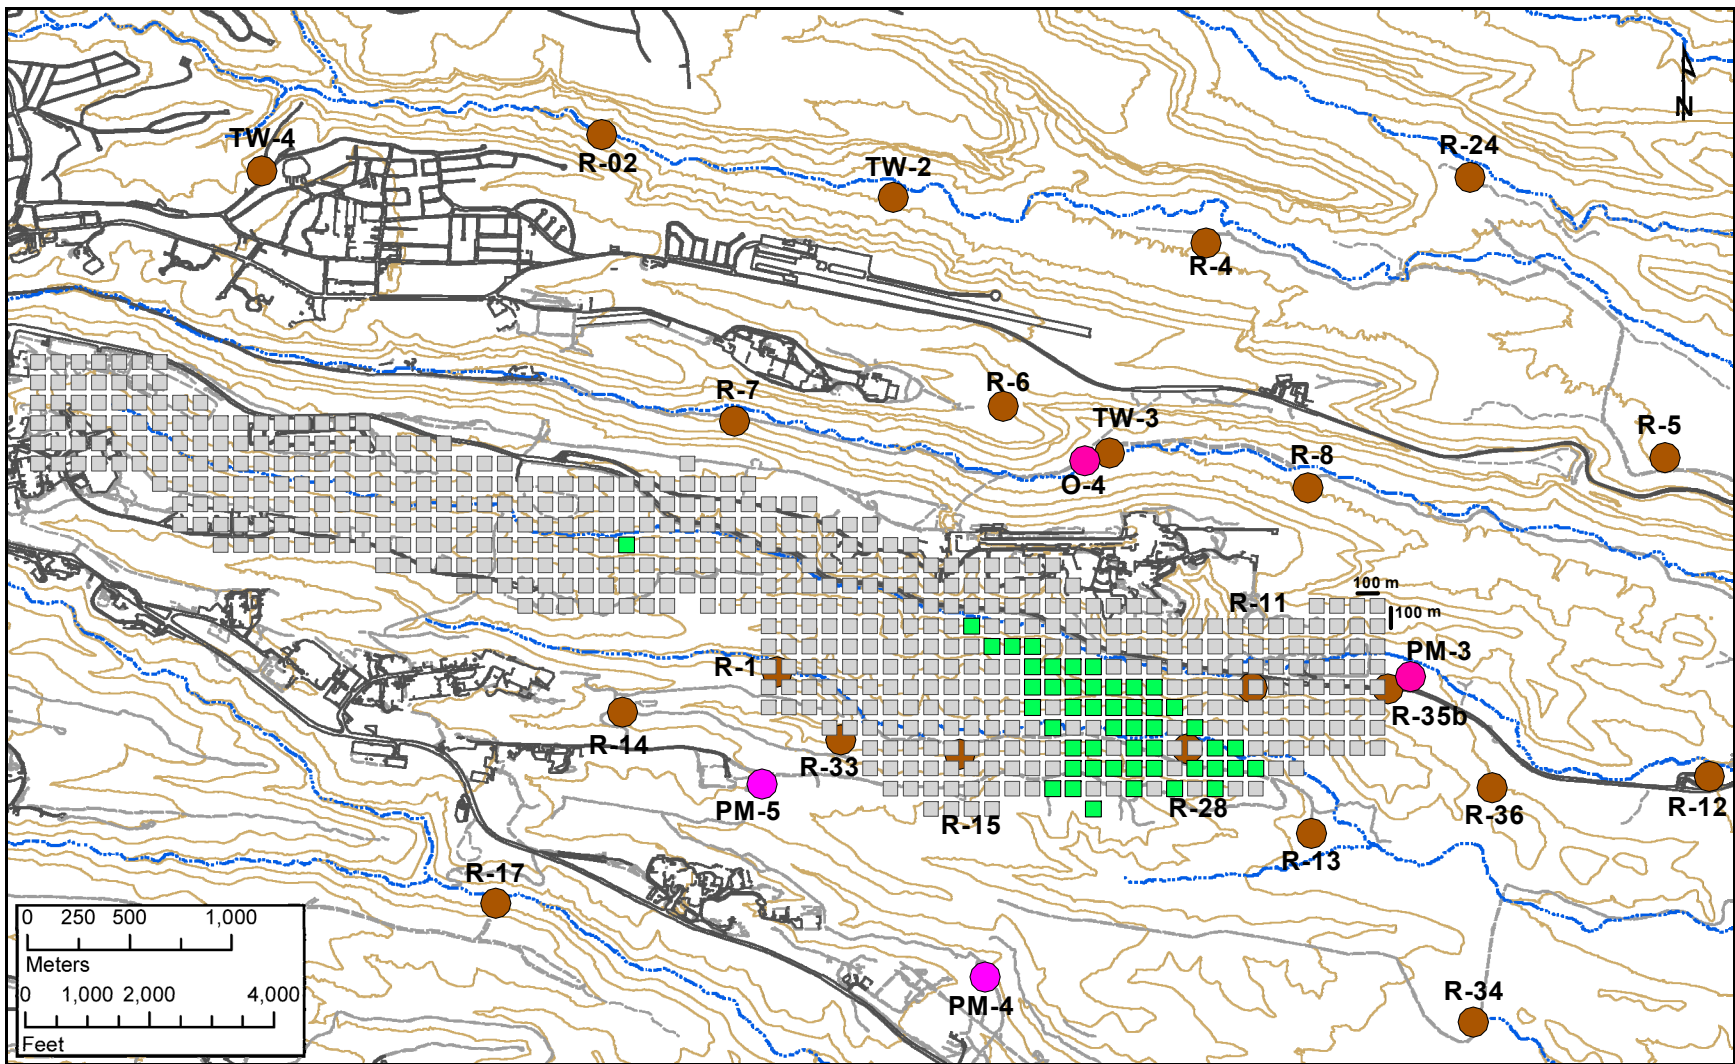 N
TW-4
R-02
TW-2
R-24
R-4
R-7
R-6
TW-3
O-4
R-8
R-5
100 m
100 m
R-11
R-1
PM-3
R-35b
R-14
R-33
PM-5
R-15
R-28
R-36
R-12
R-13
R-17
PM-4
R-34
0 250 500 1,000
Meters
0 1,000 2,000 4,000
Feet